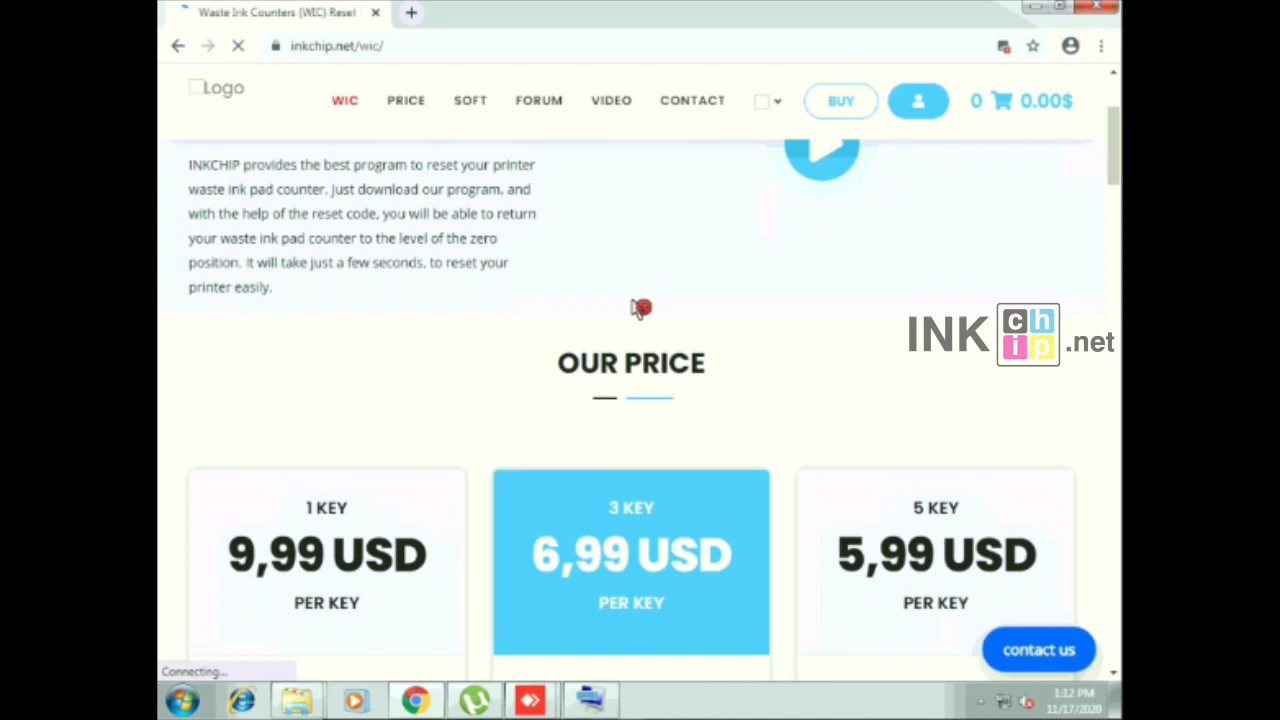 Waste Ink Counters (WIC) Reset
inkchip.net/wic/
Logo
WIC
PRICE
SOFT
FORUM
VIDEO
CONTACT
BUY
0
0.00$
INKCHIP provides the best program to reset your printer
waste ink pad counter. Just download our program, and
with the help of the reset code, you will be able to return
your waste ink pad counter to the level of the zero
position. It will take just a few seconds, to reset your
printer easily.
INK chip .net
OUR PRICE
1 KEY
9,99 USD
PER KEY
3 KEY
6,99 USD
PER KEY
5 KEY
5,99 USD
PER KEY
contact us
Connecting...
1:12 PM
11/17/2020